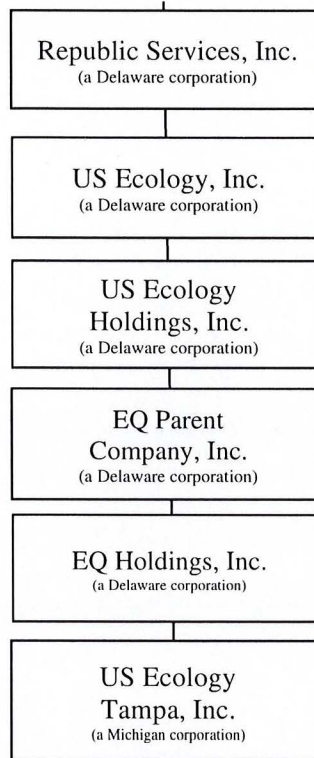 Republic Services, Inc.
(a Delaware corporation)
US Ecology, Inc.
(a Delaware corporation)
US Ecology
Holdings, Inc.
(a Delaware corporation)
EQ Parent
Company, Inc.
(a Delaware corporation)
EQ Holdings, Inc.
(a Delaware corporation)
US Ecology
Tampa, Inc.
(a Michigan corporation)